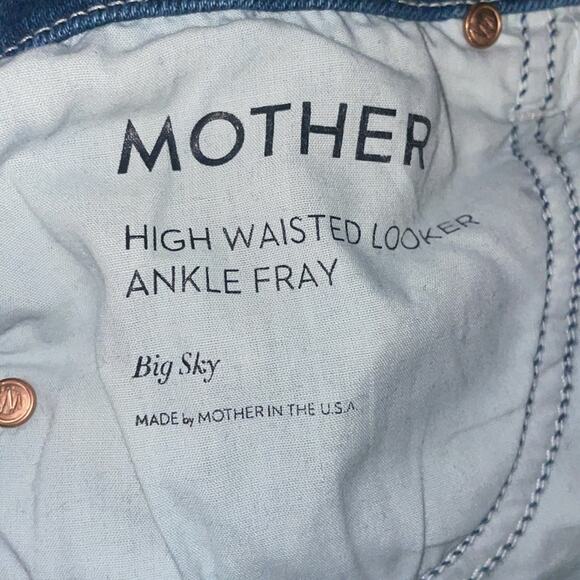 MOTHER
HIGH WAISTED LOOKER
ANKLE FRAY
Big Sky
MADE by MOTHER IN THE U.S.A.
M
M